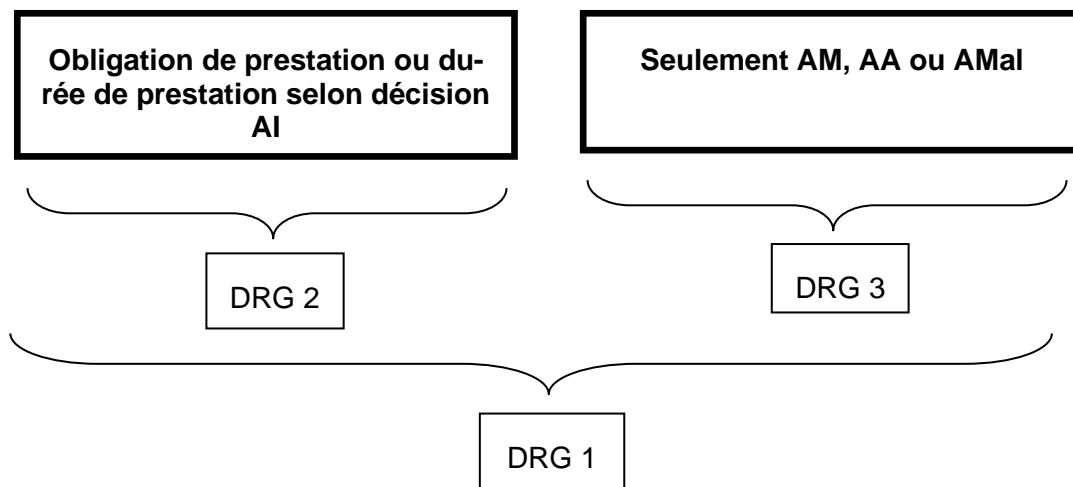 Obligation de prestation ou du-
rée de prestation selon décision
AI
Seulement AM, AA ou AMal
DRG 2
DRG 3
DRG 1